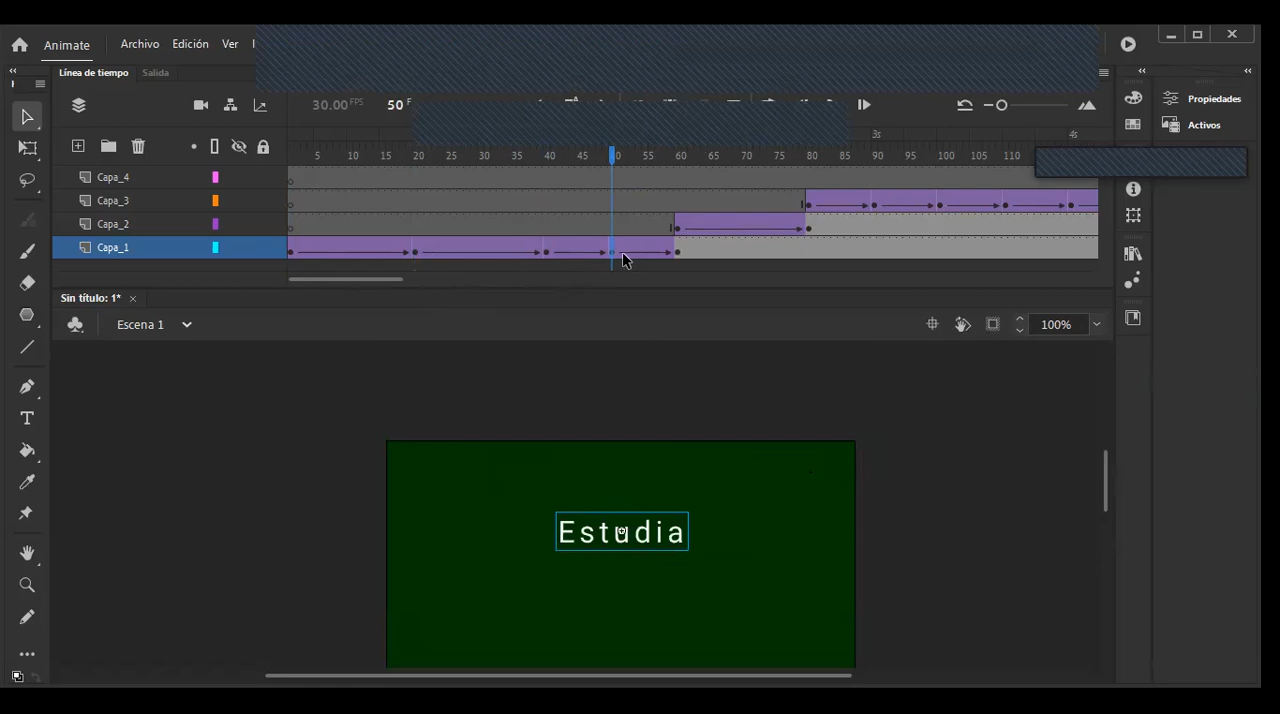 Animate Archivo Edición Ver
Línea de tiempo Salida
30.00 FPS 50 F
Propiedades
Activos
3s 4s
5 10 15 20 25 30 35 40 45 50 55 60 65 70 75 80 85 90 95 100 105 110
Capa_4
Capa_3
Capa_2
Capa_1
Sin título: 1*
Escena 1 100%
Estudia